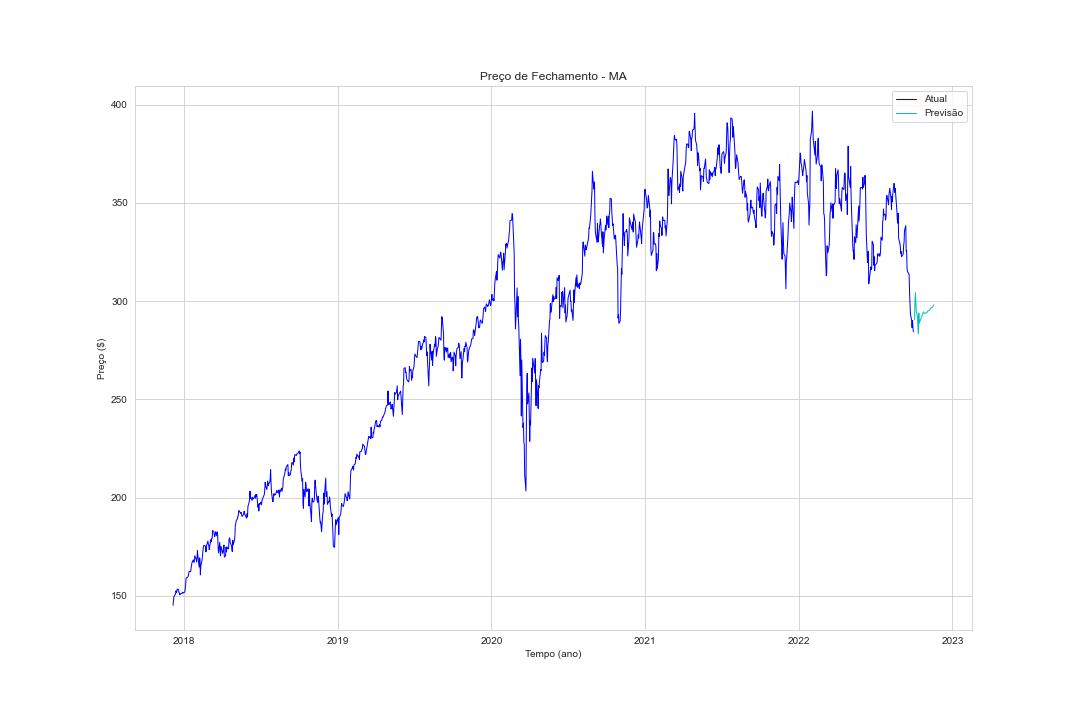 Preço de Fechamento - MA
Atual
Previsão
400
350
300
250
200
150
Preço ($)
2018 2019 2020 2021 2022 2023
Tempo (ano)